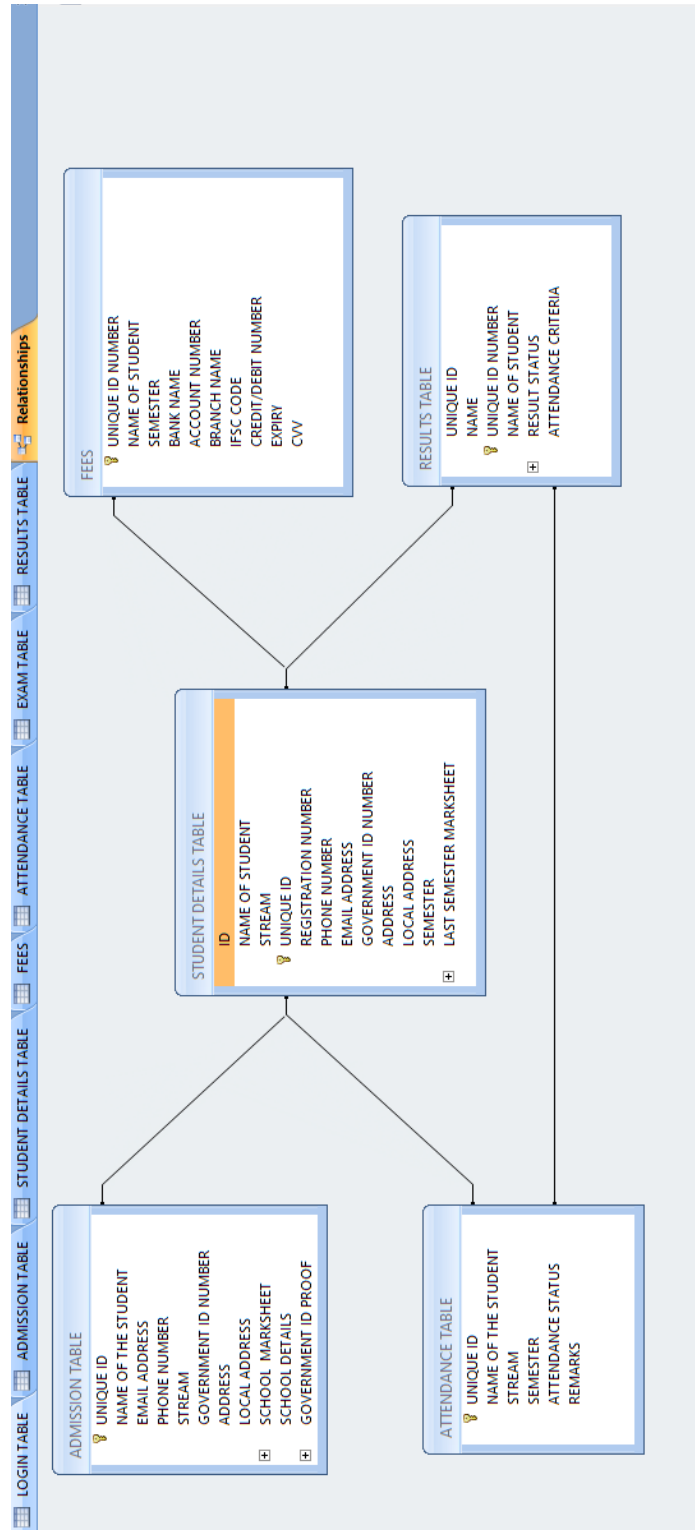 LOGIN TABLE
ADMISSION TABLE
STUDENT DETAILS TABLE
FEES
ATTENDANCE TABLE
EXAM TABLE
RESULTS TABLE
Relationships
ADMISSION TABLE
UNIQUE ID
NAME OF THE STUDENT
EMAIL ADDRESS
PHONE NUMBER
STREAM
GOVERNMENT ID NUMBER
ADDRESS
LOCAL ADDRESS
SCHOOL MARKSHEET
SCHOOL DETAILS
GOVERNMENT ID PROOF
STUDENT DETAILS TABLE
ID
NAME OF STUDENT
STREAM
UNIQUE ID
REGISTRATION NUMBER
PHONE NUMBER
EMAIL ADDRESS
GOVERNMENT ID NUMBER
ADDRESS
LOCAL ADDRESS
SEMESTER
LAST SEMESTER MARKSHEET
FEES
UNIQUE ID NUMBER
NAME OF STUDENT
SEMESTER
BANK NAME
ACCOUNT NUMBER
BRANCH NAME
IFSC CODE
CREDIT/DEBIT NUMBER
EXPIRY
CVV
ATTENDANCE TABLE
UNIQUE ID
NAME OF THE STUDENT
STREAM
SEMESTER
ATTENDANCE STATUS
REMARKS
RESULTS TABLE
UNIQUE ID
NAME
UNIQUE ID NUMBER
NAME OF STUDENT
RESULT STATUS
ATTENDANCE CRITERIA